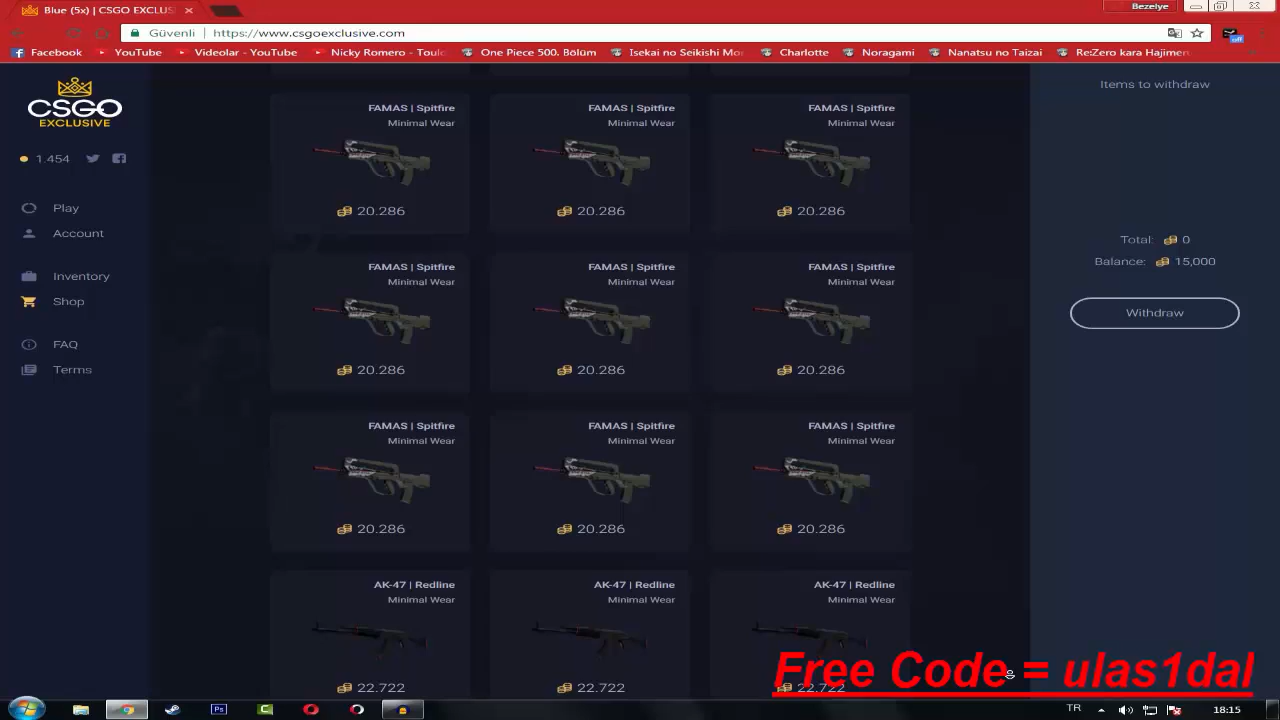 Blue (5x) | CSGO EXCLUS
Bezelye
Güvenli | https://www.csgoexclusive.com
Facebook YouTube Videolar - YouTube Nicky Romero - Toulo One Piece 500. Bölüm Isekai no Seikishi Mo Charlotte Noragami Nanatsu no Taizai Re:Zero kara Hajimen
off
CSGO
EXCLUSIVE
1.454
Play
Account
Inventory
Shop
FAQ
Terms
FAMAS | Spitfire FAMAS | Spitfire FAMAS | Spitfire
Minimal Wear Minimal Wear Minimal Wear
20.286 20.286 20.286
FAMAS | Spitfire FAMAS | Spitfire FAMAS | Spitfire
Minimal Wear Minimal Wear Minimal Wear
20.286 20.286 20.286
FAMAS | Spitfire FAMAS | Spitfire FAMAS | Spitfire
Minimal Wear Minimal Wear Minimal Wear
20.286 20.286 20.286
AK-47 | Redline AK-47 | Redline AK-47 | Redline
Minimal Wear Minimal Wear Minimal Wear
22.722 22.722 22.722
Items to withdraw
Total: 0
Balance: 15,000
Withdraw
Free Code = ulas1dal
Ps
TR 18:15